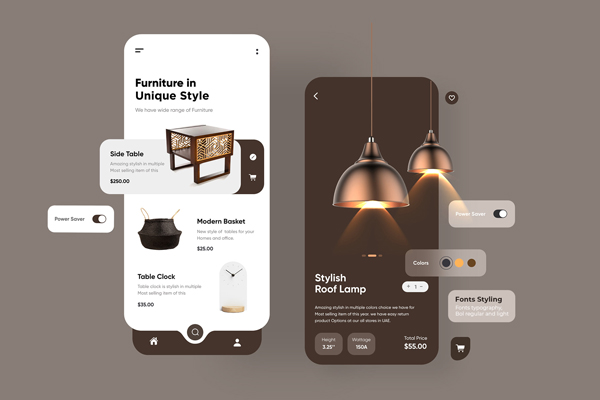 Furniture in
Unique Style
We have wide range of Furniture
Side Table
Amazing stylish in multiple
Most selling item of this
$250.00
Power Saver
Modern Basket
New style of tables for your
Homes and office.
$25.00
Table Clock
Table clock is stylish in multiple
Most selling item of this
$35.00
Stylish
Roof Lamp
1
Amazing stylish in multiple colors choice we have for
Most selling item of this year. we have easy return
product Options at our all stores in UAE.
Height
3.25"
Wattage
150A
Total Price
$55.00
Power Saver
Colors
Fonts Styling
Fonts typography
Bol regular and light